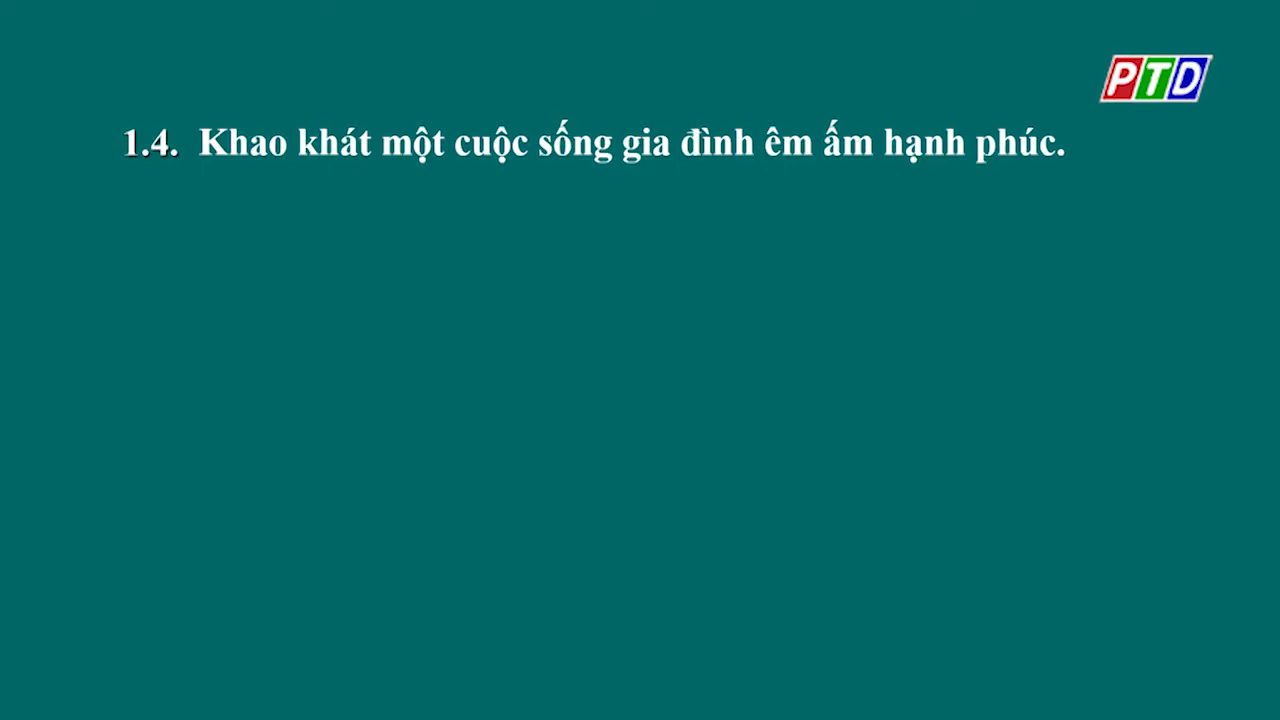 PTD
1.4. Khao khát một cuộc sống gia đình êm ấm hạnh phúc.